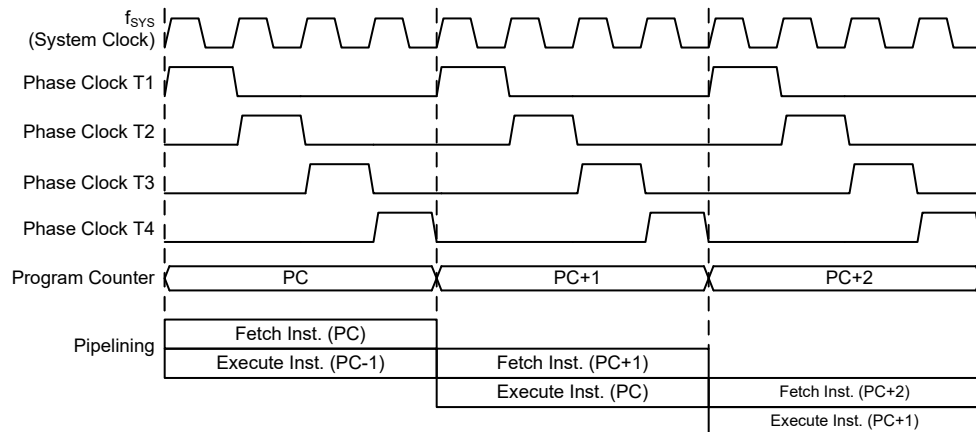 fSYS
(System Clock)
Phase Clock T1
Phase Clock T2
Phase Clock T3
Phase Clock T4
Program Counter PC PC+1 PC+2
Pipelining
Fetch Inst. (PC)
Execute Inst. (PC-1) Fetch Inst. (PC+1)
Execute Inst. (PC) Fetch Inst. (PC+2)
Execute Inst. (PC+1)